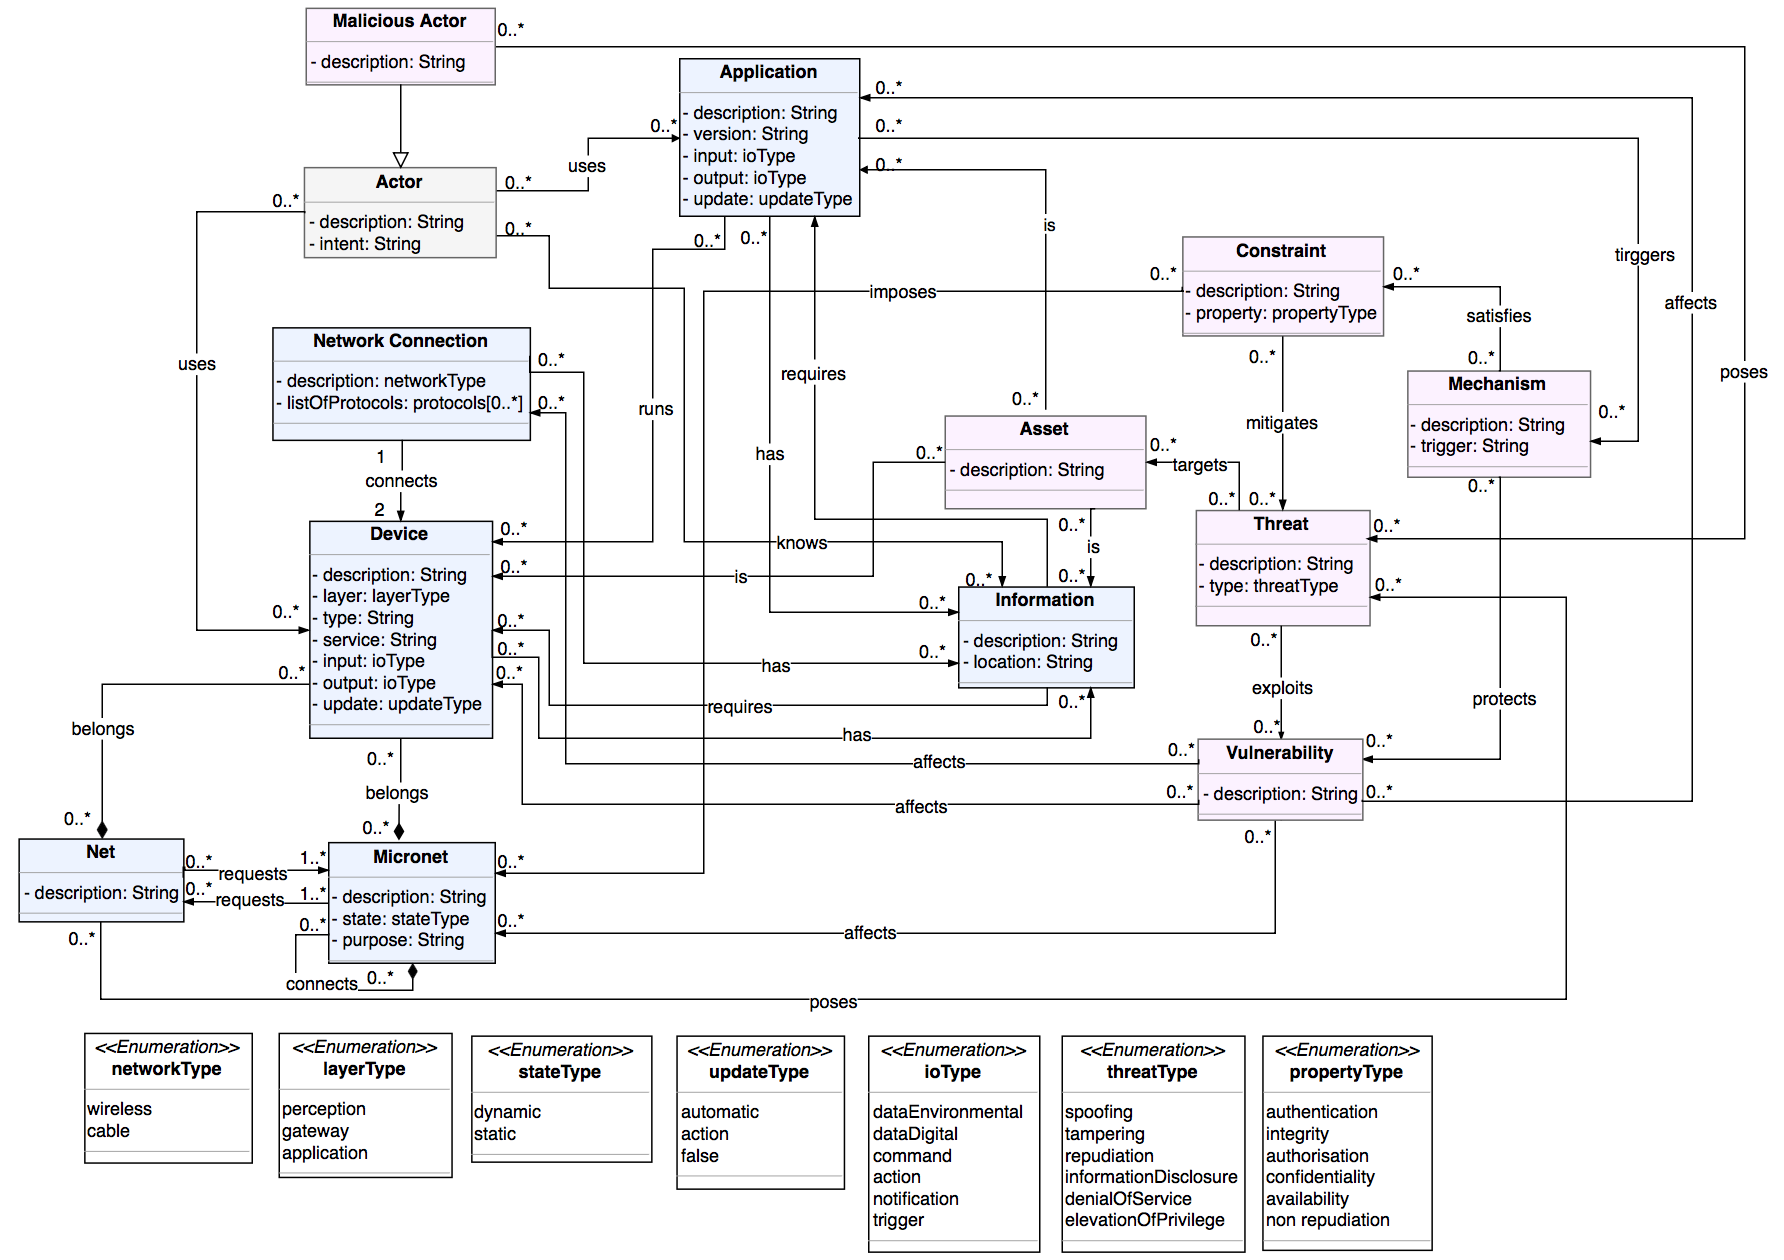 Malicious Actor
- description: String
0..*
Application
- description: String
- version: String
- input: ioType
- output: ioType
- update: updateType
0..*
0..*
0..*
0..*
uses
Actor
- description: String
- intent: String
0..*
0..*
0..*
0..*
0..*
is
Constraint
- description: String
- property: propertyType
0..*
0..*
tirggers
affects
imposes
satisfies
uses
Network Connection
- description: networkType
- listOfProtocols: protocols[0..*]
0..*
0..*
requires
0..*
0..*
poses
Mechanism
- description: String
- trigger: String
0..*
runs
0..*
mitigates
Asset
- description: String
0..*
0..*
targets
has
1
connects
2
0..*
0..*
0..*
0..*
Device
- description: String
- layer: layerType
- type: String
- service: String
- input: ioType
- output: ioType
- update: updateType
0..*
0..*
knows
is
is
0..*
0..*
Threat
- description: String
- type: threatType
0..*
0..*
0..*
0..*
Information
- description: String
- location: String
0..*
0..*
0..*
0..*
has
0..*
0..*
0..*
exploits
protects
requires
0..*
belongs
has
0..*
0..*
affects
0..*
Vulnerability
- description: String
0..*
0..*
0..*
belongs
affects
0..*
0..*
0..*
0..*
Net
- description: String
0..*
requests
1..*
0..*
requests
1..*
Micronet
- description: String
- state: stateType
- purpose: String
0..*
0..*
affects
0..*
0..*
connects
0..*
poses
<<Enumeration>>
networkType
wireless
cable
<<Enumeration>>
layerType
perception
gateway
application
<<Enumeration>>
stateType
dynamic
static
<<Enumeration>>
updateType
automatic
action
false
<<Enumeration>>
ioType
dataEnvironmental
dataDigital
command
action
notification
trigger
<<Enumeration>>
threatType
spoofing
tampering
repudiation
informationDisclosure
denialOfService
elevationOfPrivilege
<<Enumeration>>
propertyType
authentication
integrity
authorisation
confidentiality
availability
non repudiation